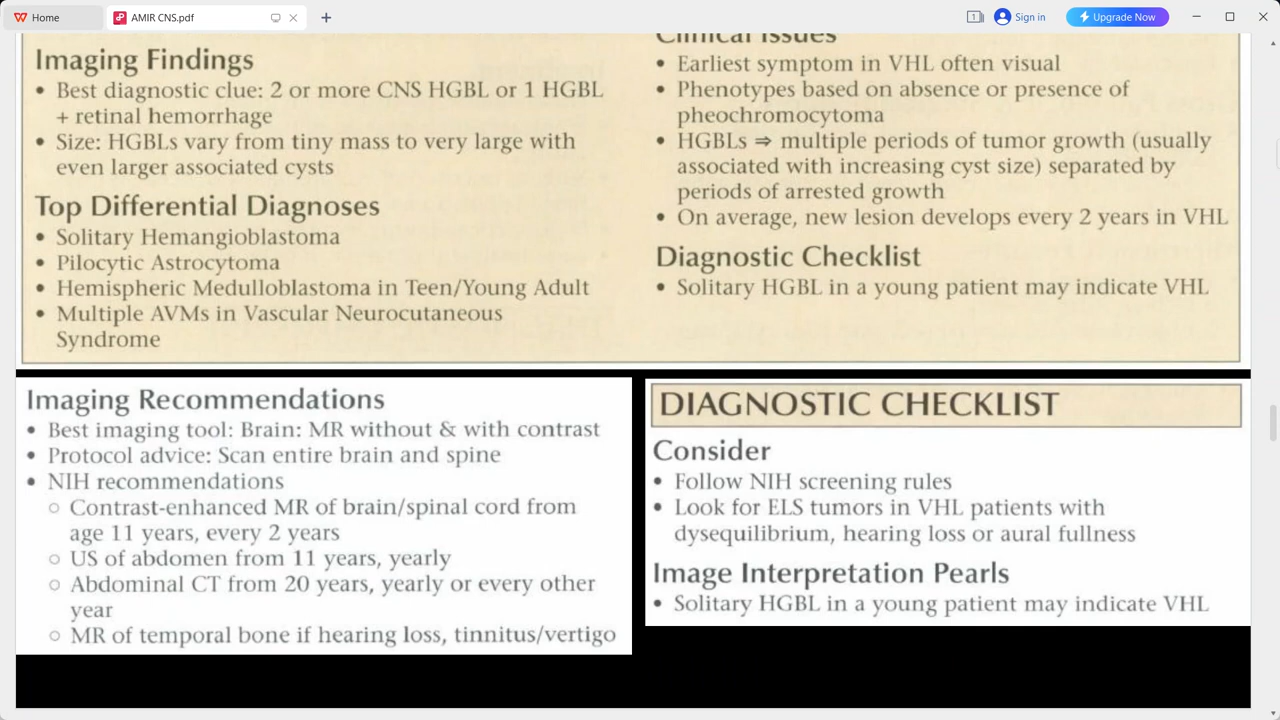 Home
AMIR CNS.pdf
1
Sign in
Upgrade Now
Imaging Findings
• Best diagnostic clue: 2 or more CNS HGBL or 1 HGBL
+ retinal hemorrhage
• Size: HGBLs vary from tiny mass to very large with
even larger associated cysts
Top Differential Diagnoses
• Solitary Hemangioblastoma
• Pilocytic Astrocytoma
• Hemispheric Medulloblastoma in Teen/Young Adult
• Multiple AVMs in Vascular Neurocutaneous
Syndrome
Clinical Issues
• Earliest symptom in VHL often visual
• Phenotypes based on absence or presence of
pheochromocytoma
• HGBLs ⇒ multiple periods of tumor growth (usually
associated with increasing cyst size) separated by
periods of arrested growth
• On average, new lesion develops every 2 years in VHL
Diagnostic Checklist
• Solitary HGBL in a young patient may indicate VHL
Imaging Recommendations
• Best imaging tool: Brain: MR without & with contrast
• Protocol advice: Scan entire brain and spine
• NIH recommendations
○ Contrast-enhanced MR of brain/spinal cord from
age 11 years, every 2 years
○ US of abdomen from 11 years, yearly
○ Abdominal CT from 20 years, yearly or every other
year
○ MR of temporal bone if hearing loss, tinnitus/vertigo
DIAGNOSTIC CHECKLIST
Consider
• Follow NIH screening rules
• Look for ELS tumors in VHL patients with
dysequilibrium, hearing loss or aural fullness
Image Interpretation Pearls
• Solitary HGBL in a young patient may indicate VHL